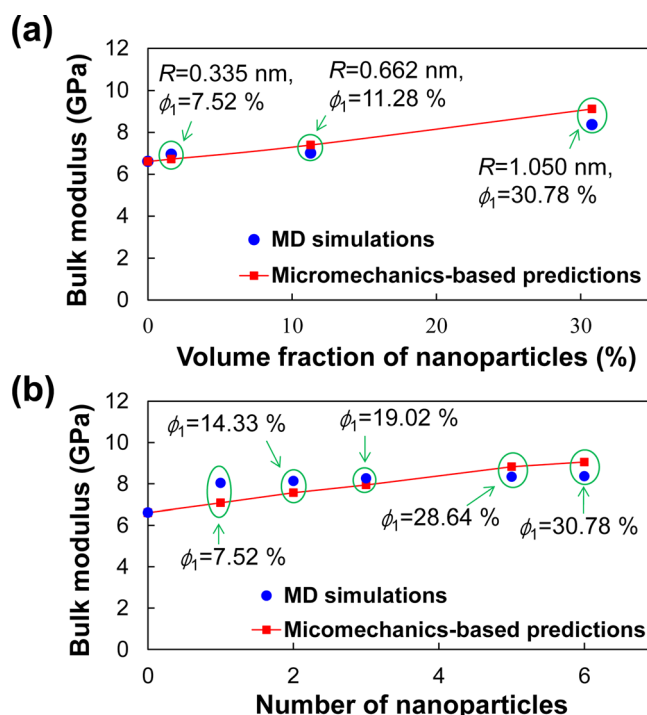 (a)
Bulk modulus (GPa)
12
10
8
6
4
2
0
R=0.335 nm,
ϕ1=7.52 %
R=0.662 nm,
ϕ1=11.28 %
R=1.050 nm,
ϕ1=30.78 %
MD simulations
Micromechanics-based predictions
0
10
20
30
Volume fraction of nanoparticles (%)
(b)
Bulk modulus (GPa)
12
10
8
6
4
2
0
ϕ1=14.33 %
ϕ1=19.02 %
ϕ1=7.52 %
ϕ1=28.64 %
ϕ1=30.78 %
MD simulations
Micomechanics-based predictions
0
2
4
6
Number of nanoparticles